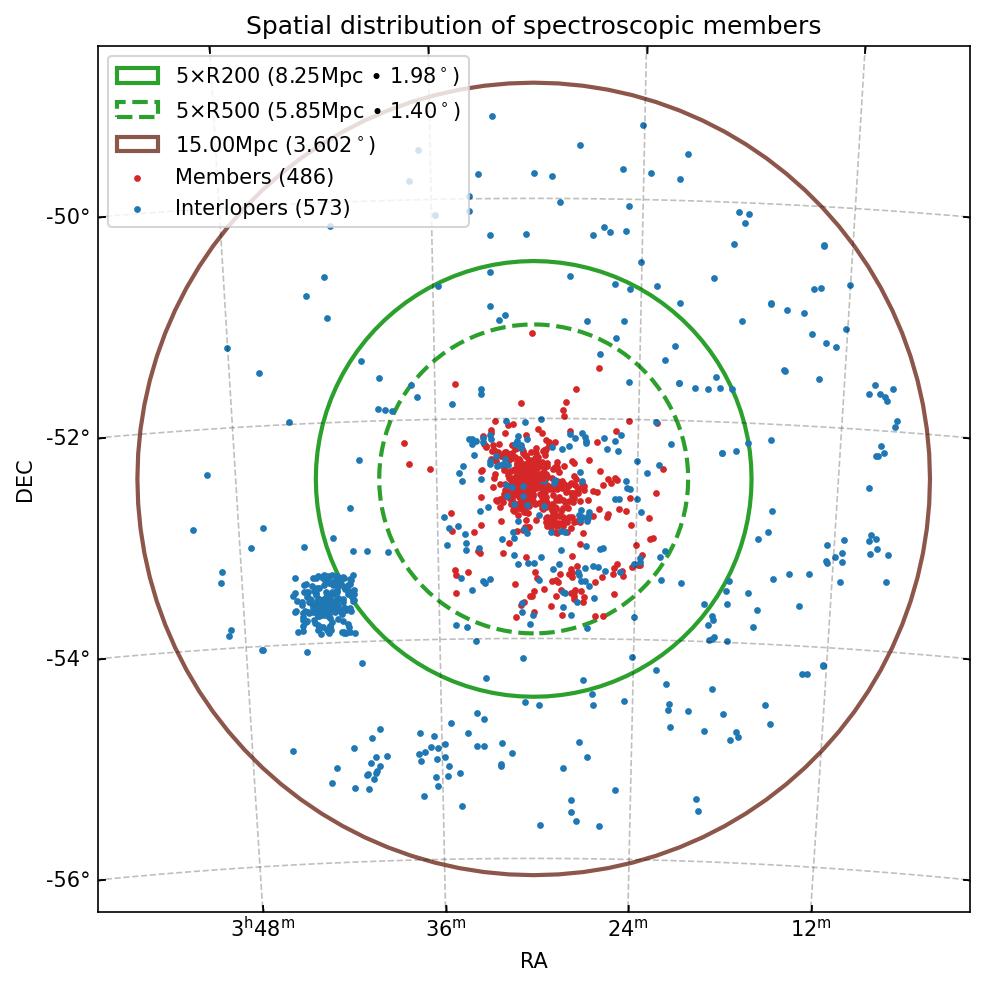 Spatial distribution of spectroscopic members
5×R200 (8.25Mpc • 1.98°)
5×R500 (5.85Mpc • 1.40°)
15.00Mpc (3.602°)
Members (486)
Interlopers (573)
-50°
-52°
-54°
-56°
DEC
3ʰ48ᵐ
36ᵐ
24ᵐ
12ᵐ
RA